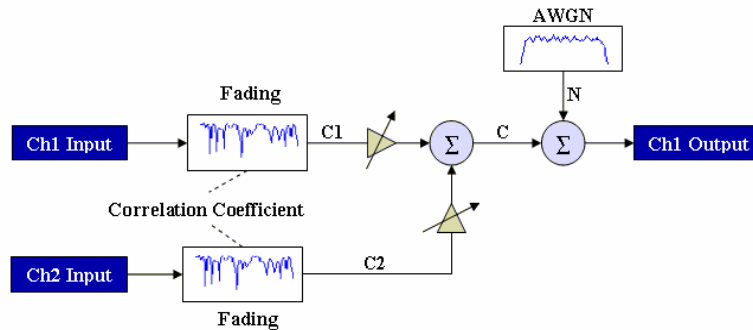 AWGN
Fading
N
C1
C
Ch1 Input
Σ
Σ
Ch1 Output
Correlation Coefficient
Ch2 Input
C2
Fading